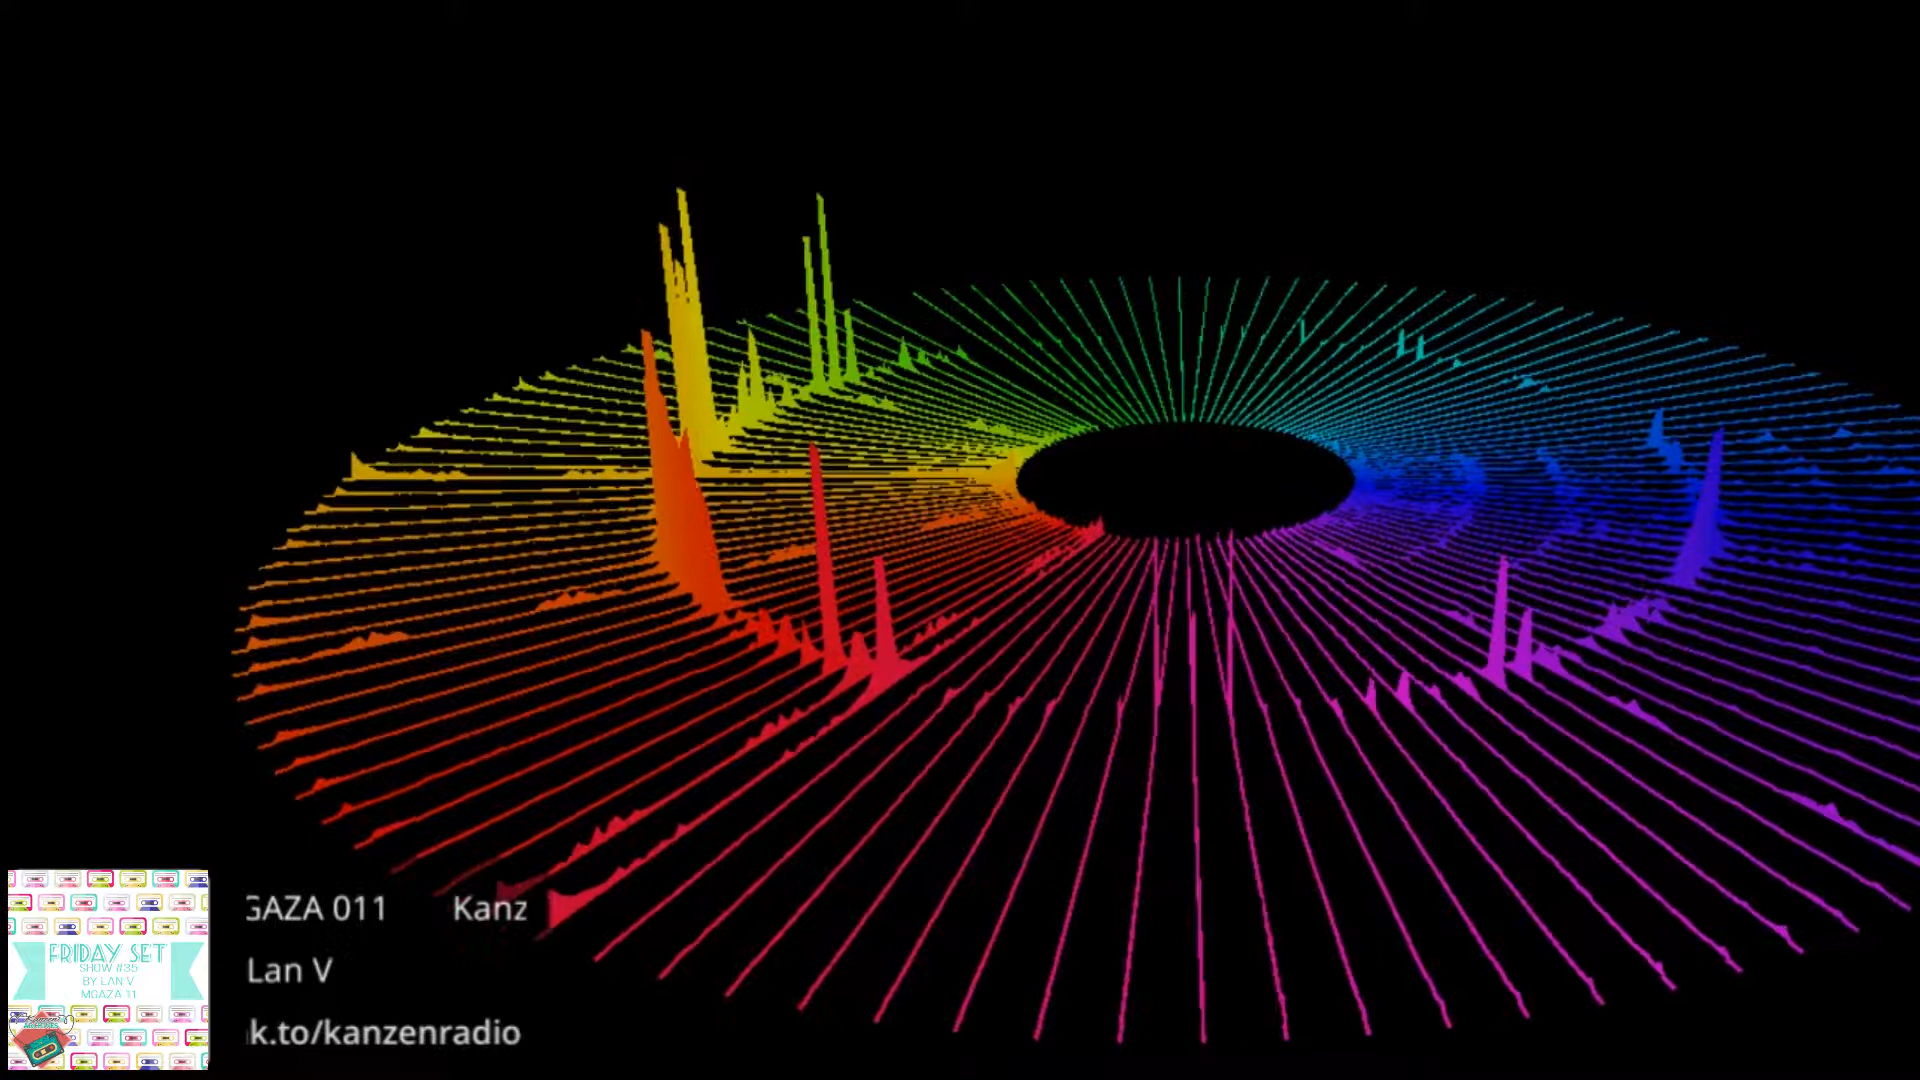 GAZA 011 Kanz
Lan V
k.to/kanzenradio
FRIDAY SET
SHOW #35
BY LAN V
MGAZA 11